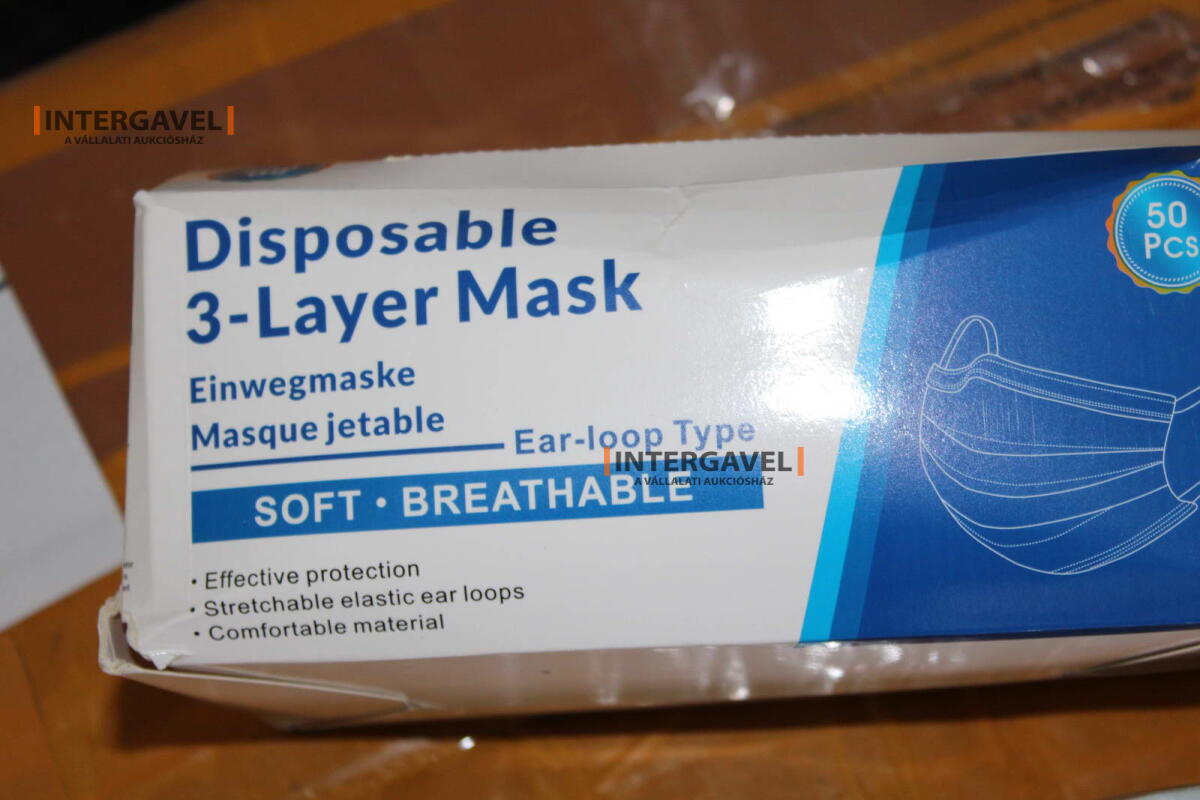 INTERGAVEL
A VÁLLALATI AUKCIÓSHÁZ
Disposable
3-Layer Mask
Einwegmaske
Masque jetable
Ear-loop Type
SOFT • BREATHABLE
• Effective protection
• Stretchable elastic ear loops
• Comfortable material
50
Pcs
INTERGAVEL
A VÁLLALATI AUKCIÓSHÁZ